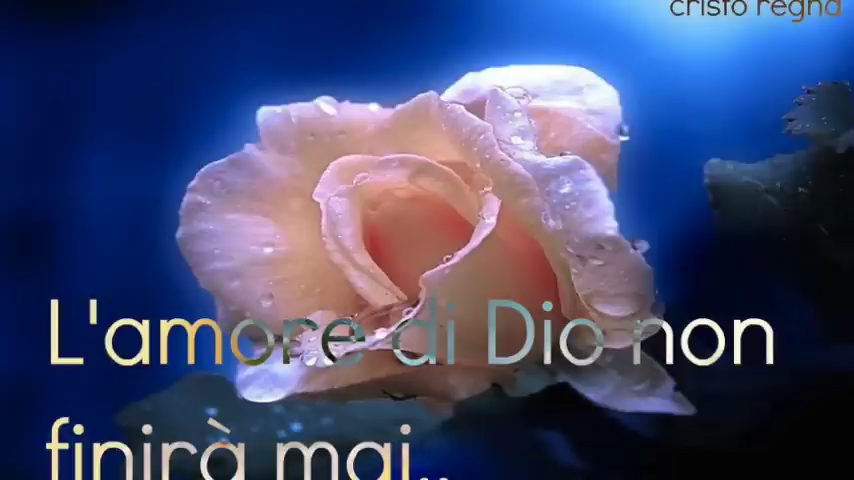 cristo regna
L'amore di Dio non
finirà mai..